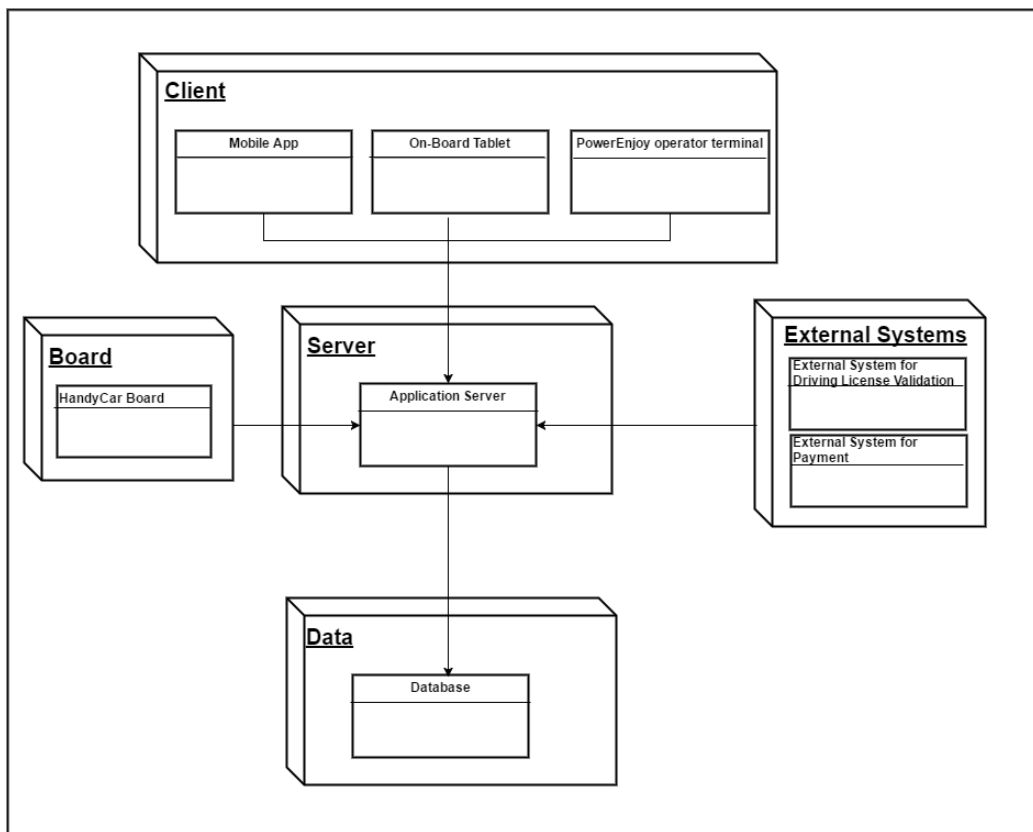 Client
Mobile App
On-Board Tablet
PowerEnjoy operator terminal
Board
HandyCar Board
Server
Application Server
External Systems
External System for
Driving License Validation
External System for
Payment
Data
Database